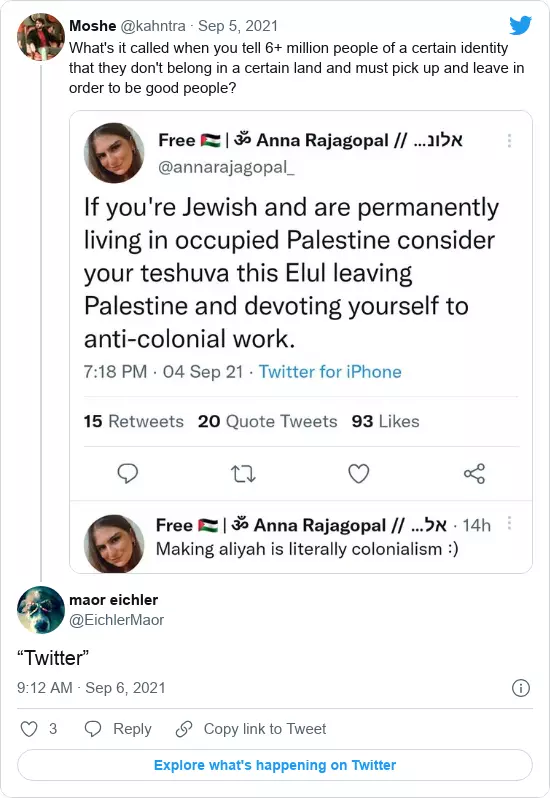 Moshe @kahntra · Sep 5, 2021
What's it called when you tell 6+ million people of a certain identity
that they don't belong in a certain land and must pick up and leave in
order to be good people?
Free 🇵🇸 | 🕉 Anna Rajagopal // ...אלונ
@annarajagopal_
If you're Jewish and are permanently
living in occupied Palestine consider
your teshuva this Elul leaving
Palestine and devoting yourself to
anti-colonial work.
7:18 PM · 04 Sep 21 · Twitter for iPhone
15 Retweets 20 Quote Tweets 93 Likes
Free 🇵🇸 | 🕉 Anna Rajagopal // ...אל · 14h
Making aliyah is literally colonialism :)
maor eichler
@EichlerMaor
“Twitter”
9:12 AM · Sep 6, 2021
3 Reply Copy link to Tweet
Explore what's happening on Twitter